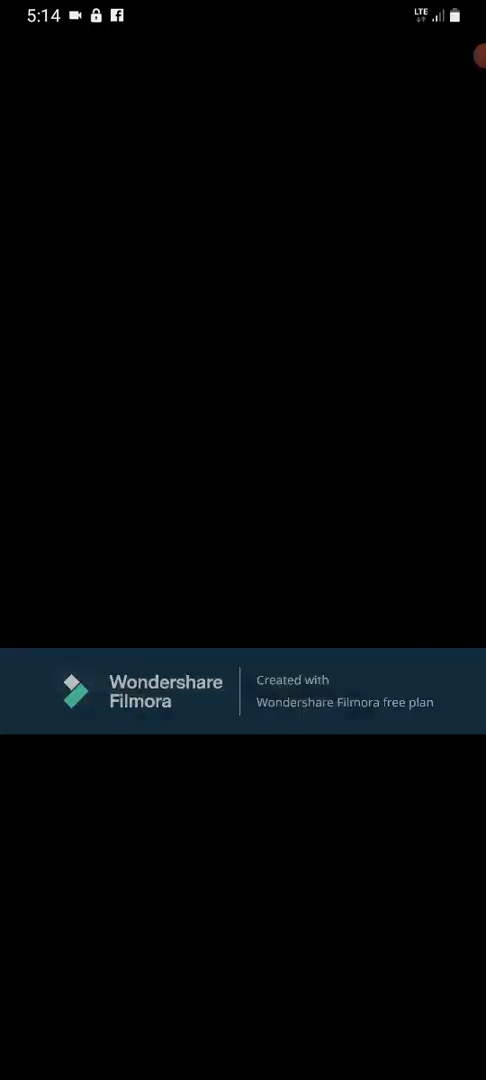 5:14
LTE
Wondershare
Filmora
Created with
Wondershare Filmora free plan